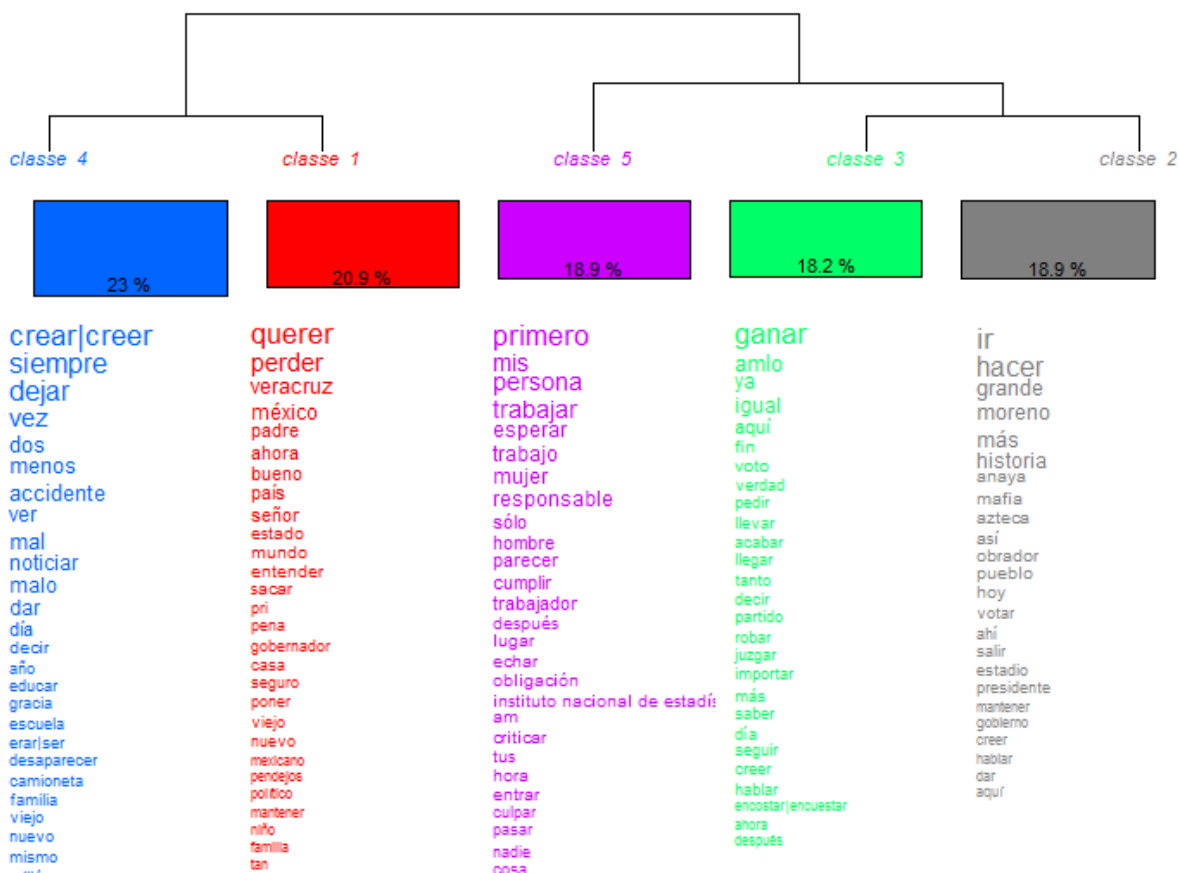 classe 4
classe 1
classe 5
classe 3
classe 2
23 %
20.9 %
18.9 %
18.2 %
18.9 %
crear|creer
siempre
dejar
vez
dos
menos
accidente
ver
mal
noticiar
malo
dar
día
decir
año
educar
gracia
escuela
erar|ser
desaparecer
camioneta
familia
viejo
nuevo
mismo
querer
perder
veracruz
méxico
padre
ahora
bueno
país
señor
estado
mundo
entender
sacar
pri
pena
gobernador
casa
seguro
poner
viejo
nuevo
mexicano
pendejos
político
mantener
niño
familia
tan
primero
mis
persona
trabajar
esperar
trabajo
mujer
responsable
sólo
hombre
parecer
cumplir
trabajador
después
lugar
echar
obligación
instituto nacional de estadís
am
criticar
tus
hora
entrar
culpar
pasar
nadie
cosa
ganar
amlo
ya
igual
aquí
fin
voto
verdad
pedir
llevar
acabar
llegar
tanto
decir
partido
robar
juzgar
importar
más
saber
día
seguir
creer
hablar
encostar|encuestar
ahora
después
ir
hacer
grande
moreno
más
historia
anaya
mafia
azteca
así
obrador
pueblo
hoy
votar
ahí
salir
estadio
presidente
mantener
gobierno
creer
hablar
dar
aquí